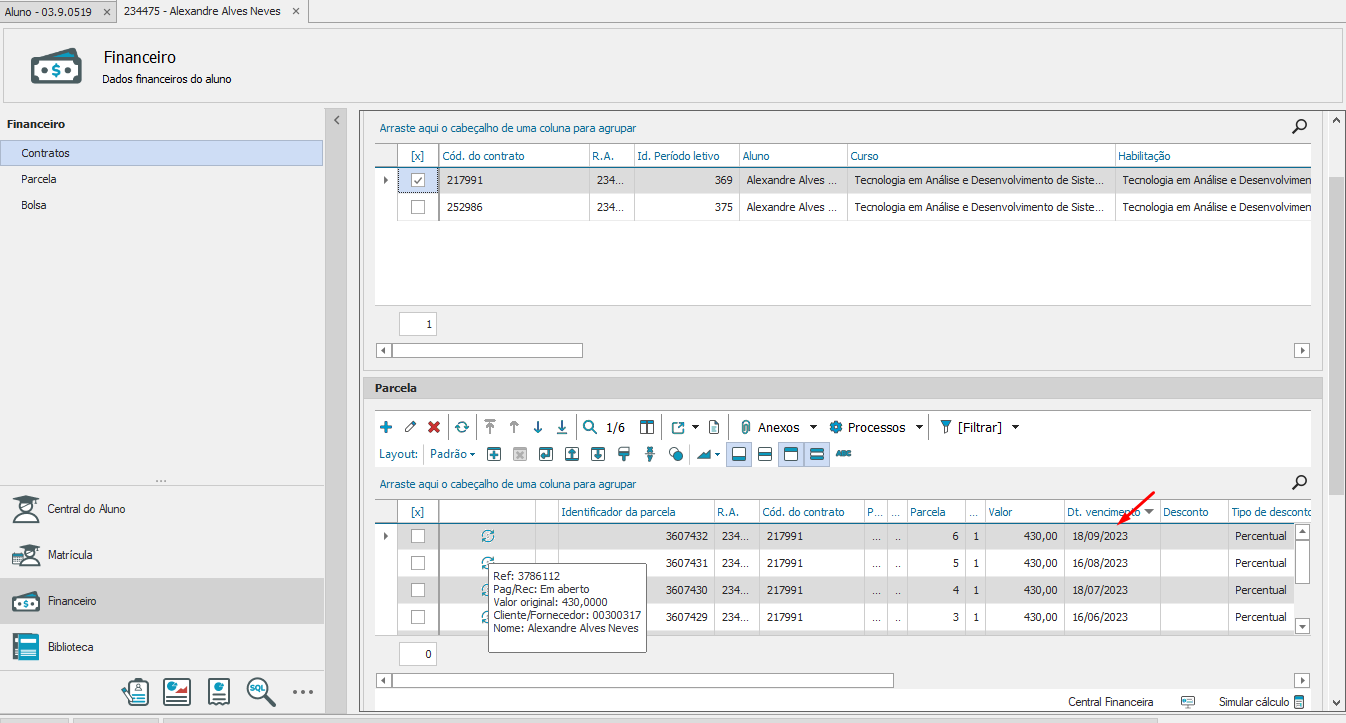 Aluno - 03.9.0519 × 234475 - Alexandre Alves Neves ×
Financeiro
Dados financeiros do aluno
Financeiro
Contratos
Parcela
Bolsa
...
Central do Aluno
Matrícula
Financeiro
Biblioteca
SQL
...
Arraste aqui o cabeçalho de uma coluna para agrupar
[x] Cód. do contrato R.A. Id. Período letivo Aluno Curso Habilitação
217991 234... 369 Alexandre Alves ... Tecnologia em Análise e Desenvolvimento de Siste... Tecnologia em Análise e Desenvolvimen
252986 234... 375 Alexandre Alves ... Tecnologia em Análise e Desenvolvimento de Siste... Tecnologia em Análise e Desenvolvimen
1
Parcela
1/6 Anexos Processos [Filtrar]
Layout: Padrão ABC
Arraste aqui o cabeçalho de uma coluna para agrupar
[x] Identificador da parcela R.A. Cód. do contrato P... ... Parcela ... Valor Dt. vencimento Desconto Tipo de desconto
3607432 234... 217991 ... .. 6 1 430,00 18/09/2023 Percentual
3607431 234... 217991 ... .. 5 1 430,00 16/08/2023 Percentual
3607430 234... 217991 ... .. 4 1 430,00 18/07/2023 Percentual
3607429 234... 217991 ... .. 3 1 430,00 16/06/2023 Percentual
Ref: 3786112
Pag/Rec: Em aberto
Valor original: 430,0000
Cliente/Fornecedor: 00300317
Nome: Alexandre Alves Neves
0
Central Financeira Simular cálculo